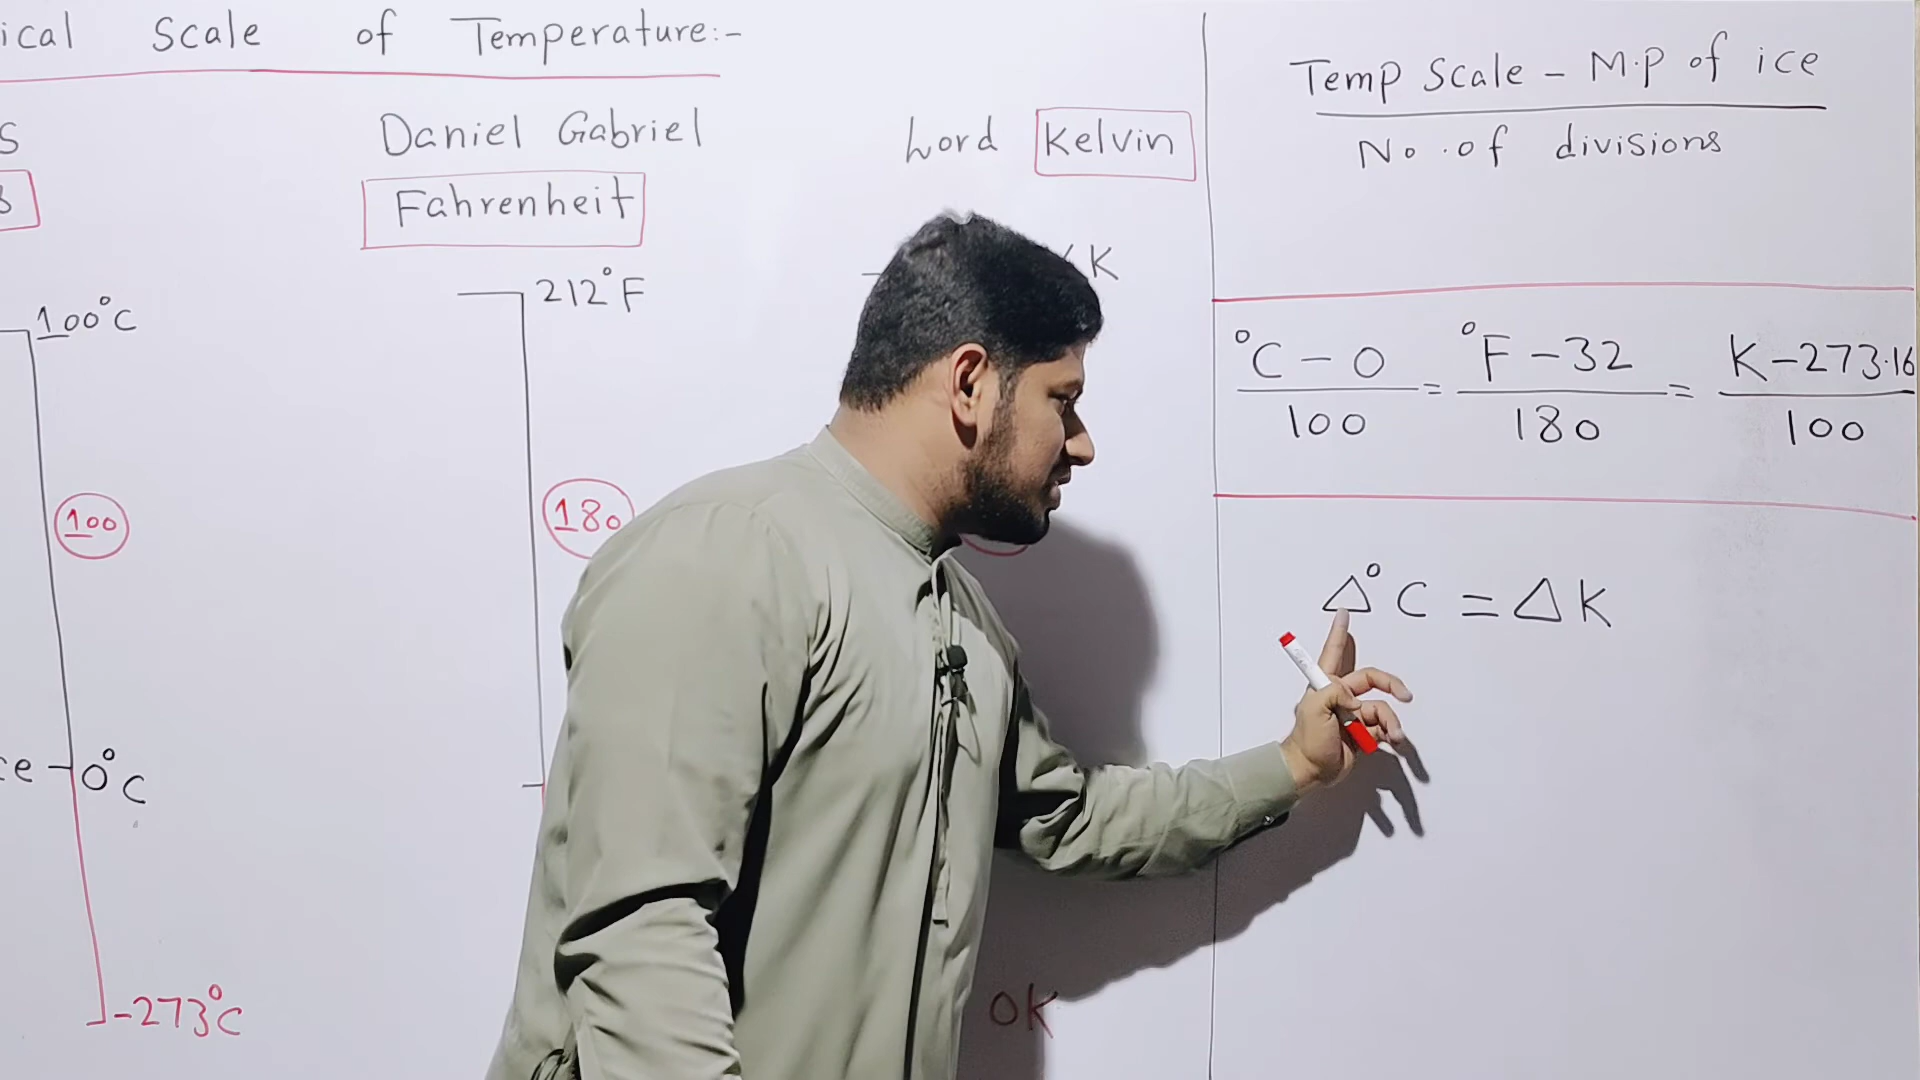 ical Scale of Temperature:-
S
Daniel Gabriel
Fahrenheit
Lord Kelvin
K
212°F
100°C
100
180
0°C
-273°C
0K
Temp Scale - M.P of ice
No. of divisions
°C - 0 = °F - 32 = K - 273.16
100 180 100
Δ°C = ΔK